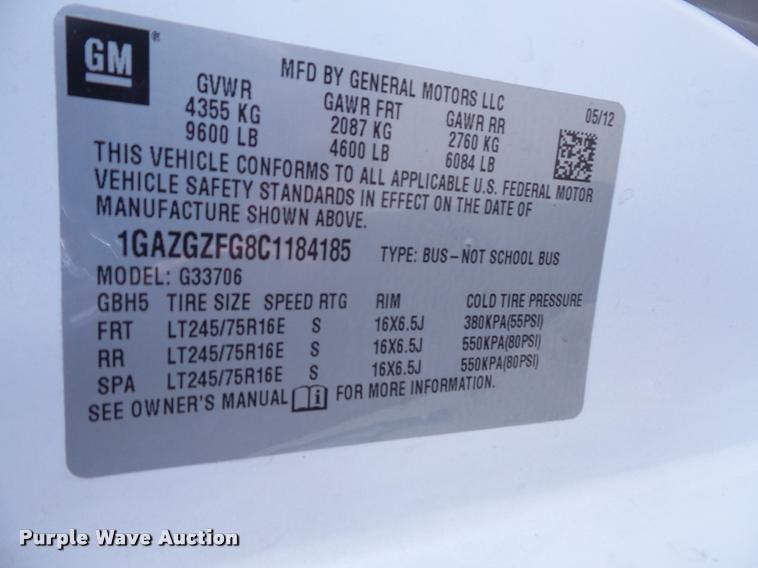 GM
®
MFD BY GENERAL MOTORS LLC
05/12
GVWR GAWR FRT GAWR RR
4355 KG 2087 KG 2760 KG
9600 LB 4600 LB 6084 LB
THIS VEHICLE CONFORMS TO ALL APPLICABLE U.S. FEDERAL MOTOR
VEHICLE SAFETY STANDARDS IN EFFECT ON THE DATE OF
MANUFACTURE SHOWN ABOVE.
1GAZGZFG8C1184185 TYPE: BUS–NOT SCHOOL BUS
MODEL: G33706
GBH5 TIRE SIZE SPEED RTG RIM COLD TIRE PRESSURE
FRT LT245/75R16E S 16X6.5J 380KPA(55PSI)
RR LT245/75R16E S 16X6.5J 550KPA(80PSI)
SPA LT245/75R16E S 16X6.5J 550KPA(80PSI)
SEE OWNER'S MANUAL i FOR MORE INFORMATION.
Purple Wave Auction